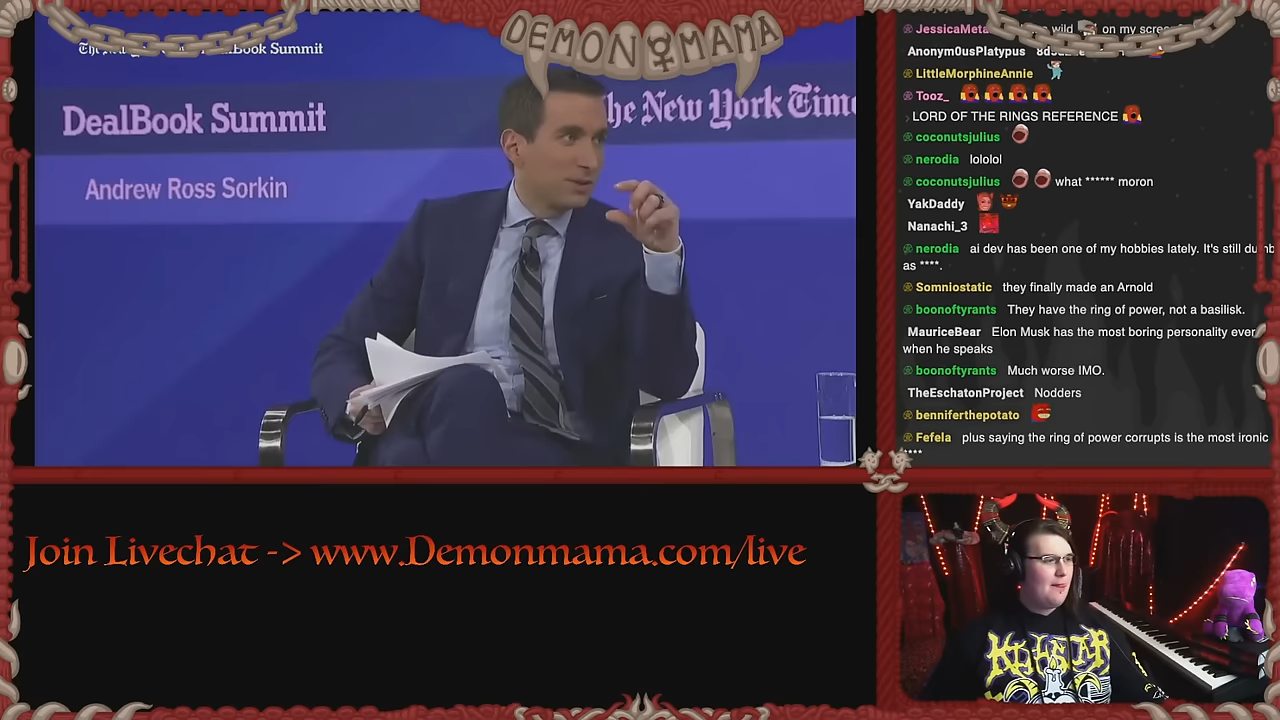 DEMON MAMA
DealBook Summit
The New York Time
Andrew Ross Sorkin
JessicaMeta wild on my scre
Anonym0usPlatypus
LittleMorphineAnnie
Tooz_
LORD OF THE RINGS REFERENCE
coconutsjulius
nerodia lololol
coconutsjulius what ****** moron
YakDaddy
Nanachi_3
nerodia ai dev has been one of my hobbies lately. It's still dumb
as ****.
Somniostatic they finally made an Arnold
boonoftyrants They have the ring of power, not a basilisk.
MauriceBear Elon Musk has the most boring personality ever
when he speaks
boonoftyrants Much worse IMO.
TheEschatonProject Nodders
benniferthepotato
Fefela plus saying the ring of power corrupts is the most ironic
****
Join Livechat -> www.Demonmama.com/live
KILLSTAR